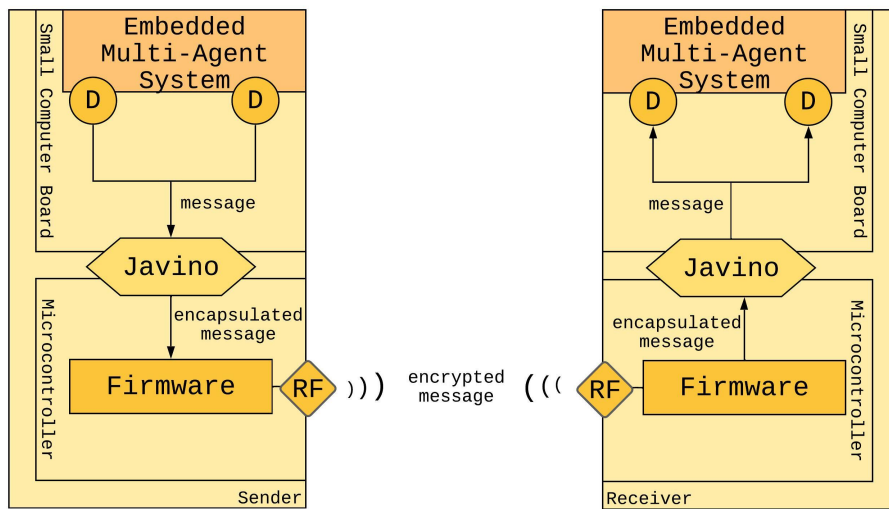 Small Computer Board
Embedded
Multi-Agent
System
D
D
message
Javino
Microcontroller
encapsulated
message
Firmware
RF
)))
Sender
encrypted
message
Embedded
Multi-Agent
System
Small Computer Board
D
D
message
Javino
encapsulated
message
Microcontroller
(((
RF
Firmware
Receiver